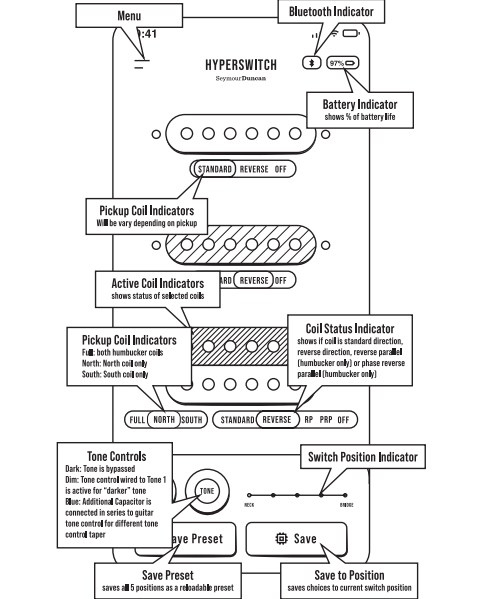 Menu
Bluetooth Indicator
:41
97%
HYPERSWITCH
Seymour Duncan
Battery Indicator
shows % of battery life
STANDARD REVERSE OFF
Pickup Coil Indicators
Will be vary depending on pickup
ARD REVERSE OFF
Active Coil Indicators
shows status of selected coils
Pickup Coil Indicators
Full: both humbucker coils
North: North coil only
South: South coil only
Coil Status Indicator
shows if coil is standard direction,
reverse direction, reverse parallel
(humbucker only) or phase reverse
parallel (humbucker only)
FULL NORTH SOUTH STANDARD REVERSE RP PRP OFF
Tone Controls
Dark: Tone is bypassed
Dim: Tone control wired to Tone 1
is active for “darker” tone
Blue: Additional Capacitor is
connected in series to guitar
tone control for different tone
control taper
TONE
Switch Position Indicator
NECK BRIDGE
ave Preset
Save
Save Preset
saves all 5 positions as a reloadable preset
Save to Position
saves choices to current switch position